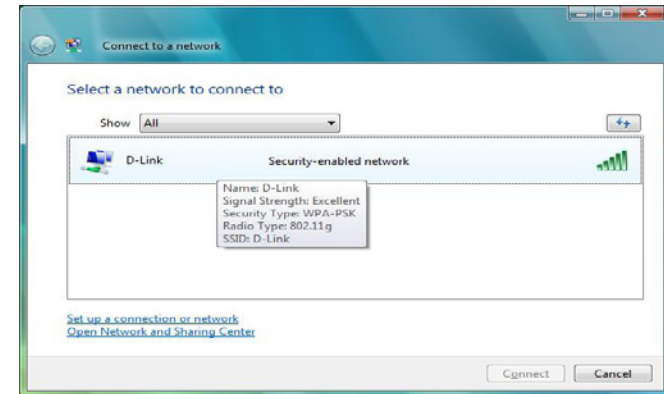 Connect to a network
Select a network to connect to
Show All
D-Link Security-enabled network
Name: D-Link
Signal Strength: Excellent
Security Type: WPA-PSK
Radio Type: 802.11g
SSID: D-Link
Set up a connection or network
Open Network and Sharing Center
Connect Cancel